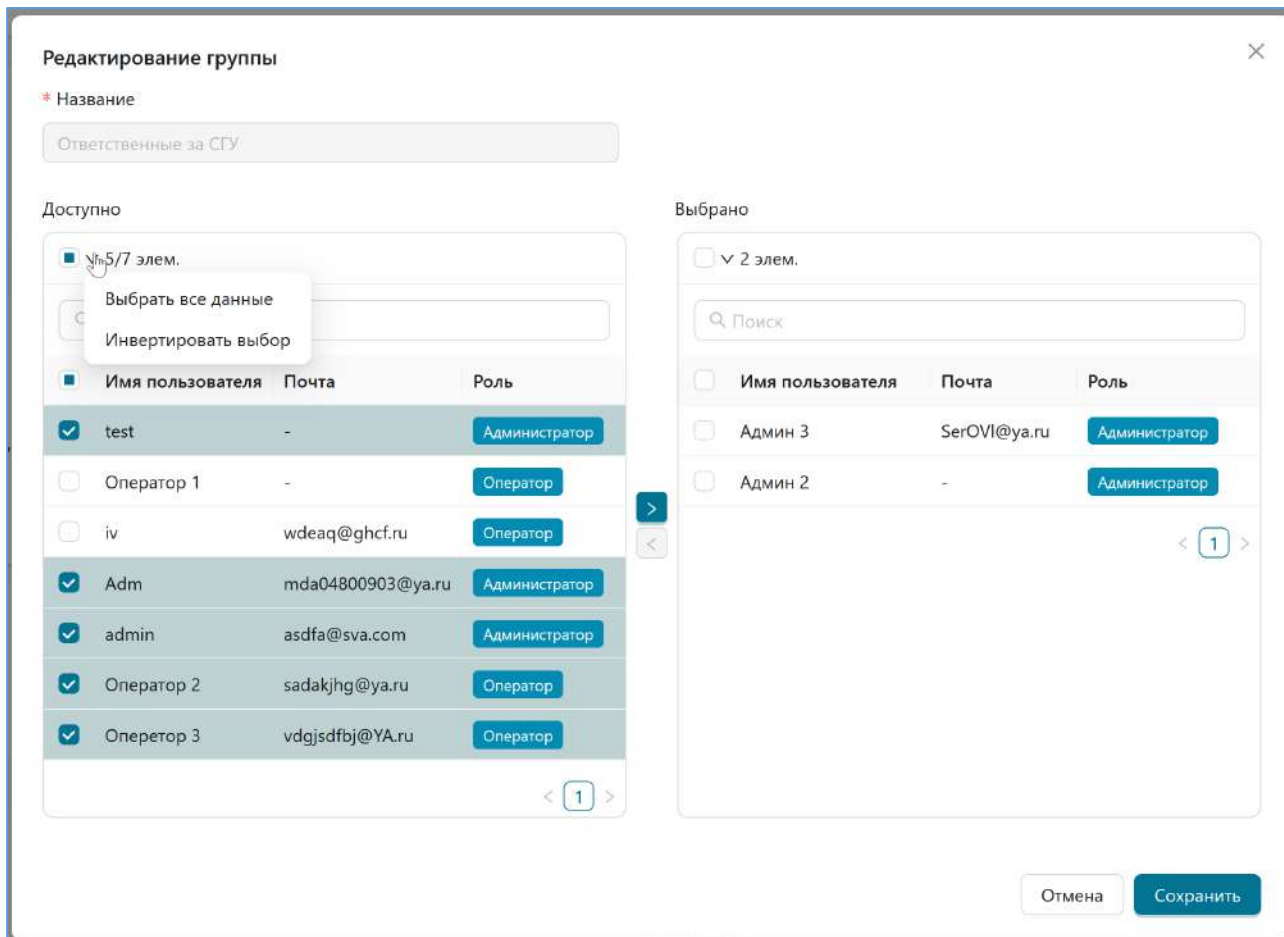 Редактирование группы
* Название
Ответственные за СГУ
Доступно
5/7 элем.
Выбрать все данные
Инвертировать выбор
Имя пользователя Почта Роль
test - Администратор
Оператор 1 - Оператор
iv wdeaq@ghcf.ru Оператор
Adm mda04800903@ya.ru Администратор
admin asdfa@sva.com Администратор
Оператор 2 sadakjhg@ya.ru Оператор
Оперетор 3 vdgjsdfbj@YA.ru Оператор
< 1 >
>
<
Выбрано
2 элем.
Поиск
Имя пользователя Почта Роль
Админ 3 SerOVl@ya.ru Администратор
Админ 2 - Администратор
< 1 >
Отмена Сохранить